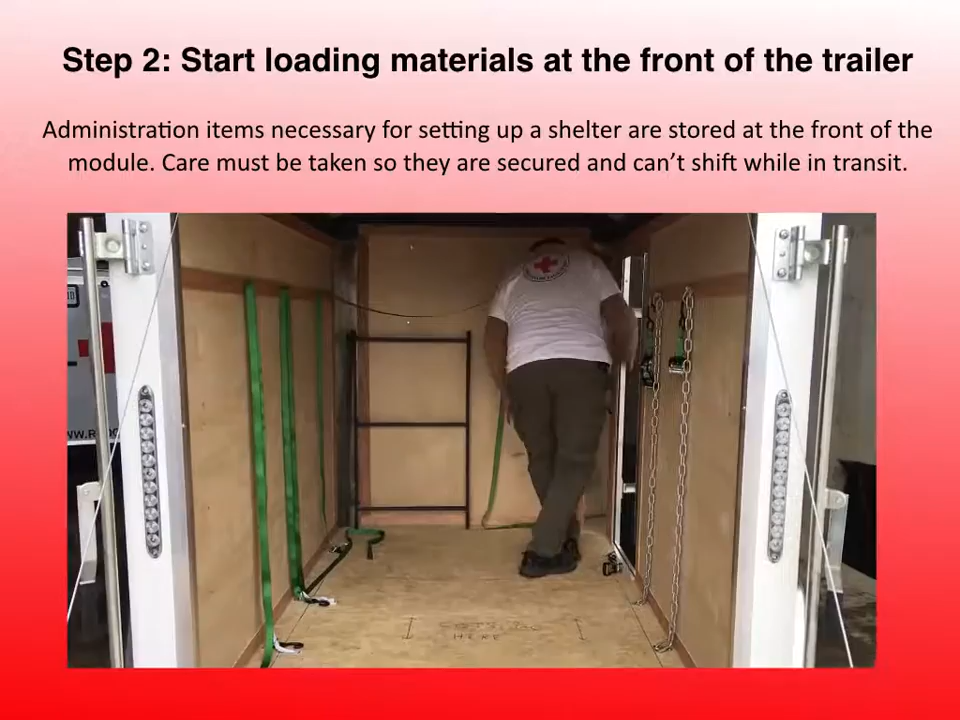 Step 2: Start loading materials at the front of the trailer
Administration items necessary for setting up a shelter are stored at the front of the
module. Care must be taken so they are secured and can’t shift while in transit.
HERE